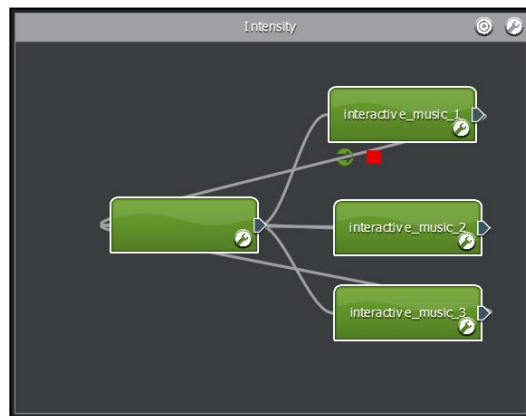 Intensity
interactive_music_1
interactive_music_2
interactive_music_3